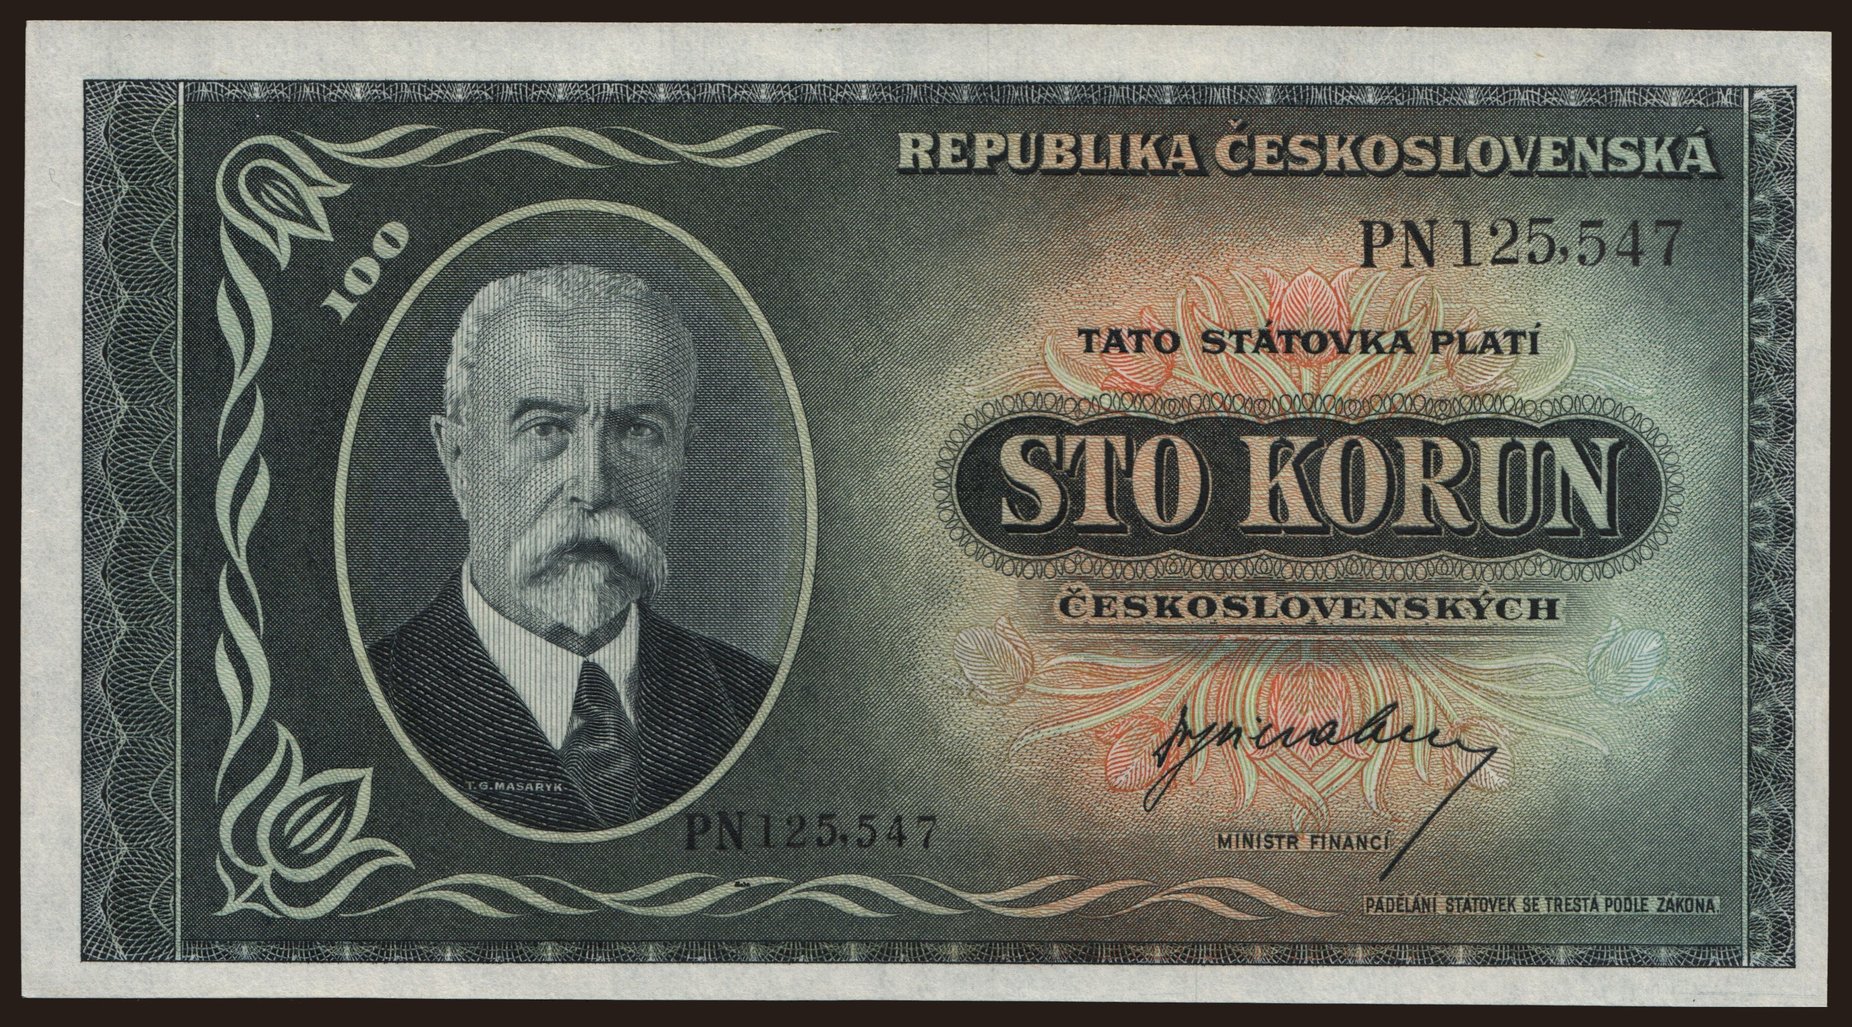 REPUBLIKA ČESKOSLOVENSKÁ
100
PN125,547
TATO STÁTOVKA PLATÍ
STO KORUN
ČESKOSLOVENSKÝCH
T. G. MASARYK
PN125,547
MINISTR FINANCÍ
PADĚLÁNÍ STÁTOVEK SE TRESTÁ PODLE ZÁKONA.